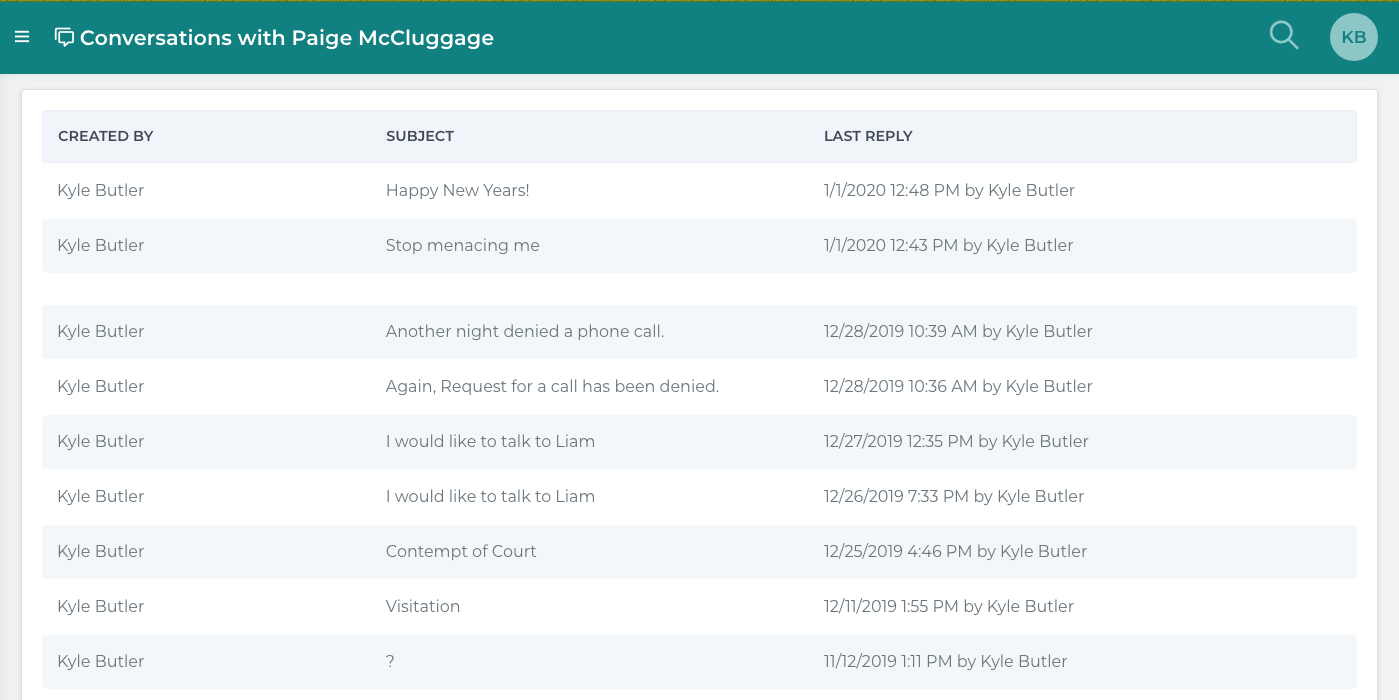 Conversations with Paige McCluggage KB
CREATED BY SUBJECT LAST REPLY
Kyle Butler Happy New Years! 1/1/2020 12:48 PM by Kyle Butler
Kyle Butler Stop menacing me 1/1/2020 12:43 PM by Kyle Butler
Kyle Butler Another night denied a phone call. 12/28/2019 10:39 AM by Kyle Butler
Kyle Butler Again, Request for a call has been denied. 12/28/2019 10:36 AM by Kyle Butler
Kyle Butler I would like to talk to Liam 12/27/2019 12:35 PM by Kyle Butler
Kyle Butler I would like to talk to Liam 12/26/2019 7:33 PM by Kyle Butler
Kyle Butler Contempt of Court 12/25/2019 4:46 PM by Kyle Butler
Kyle Butler Visitation 12/11/2019 1:55 PM by Kyle Butler
Kyle Butler ? 11/12/2019 1:11 PM by Kyle Butler